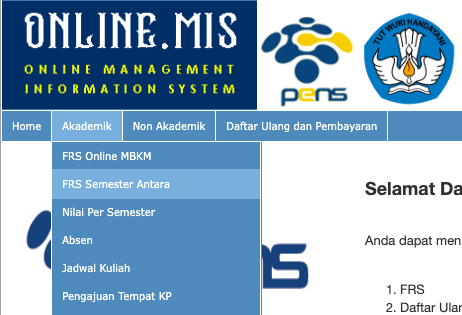 ONLINE.MIS
ONLINE MANAGEMENT
INFORMATION SYSTEM
pens
TUT WURI HANDAYANI
Home Akademik Non Akademik Daftar Ulang dan Pembayaran
FRS Online MBKM
FRS Semester Antara
Nilai Per Semester
Absen
Jadwal Kuliah
Pengajuan Tempat KP
Selamat Da
Anda dapat men
1. FRS
2. Daftar Ular